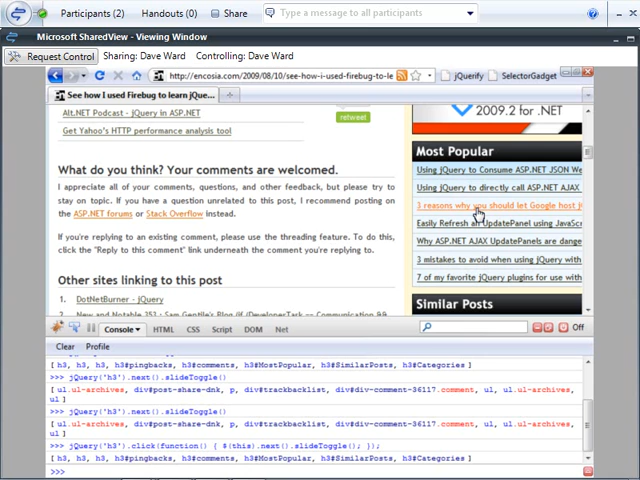 Participants (2)
Handouts (0)
Share
Type a message to all participants
Microsoft SharedView - Viewing Window
Request Control
Sharing: Dave Ward
Controlling: Dave Ward
http://encosia.com/2009/08/10/see-how-i-used-firebug-to-le
jQuerify
SelectorGadget
See how I used Firebug to learn jQue...
Alt.NET Podcast - jQuery in ASP.NET
Get Yahoo's HTTP performance analysis tool
retweet
What do you think? Your comments are welcomed.
I appreciate all of your comments, questions, and other feedback, but please try to
stay on topic. If you have a question unrelated to this post, I recommend posting on
the ASP.NET forums or Stack Overflow instead.
If you're replying to an existing comment, please use the threading feature. To do this,
click the "Reply to this comment" link underneath the comment you're replying to.
Other sites linking to this post
1. DotNetBurner - jQuery
2. New and Notable 353 : Sam Gentile's Blog (if (DeveloperTask == Communication &&
2009.2 for .NET
Most Popular
Using jQuery to Consume ASP.NET JSON We
Using jQuery to directly call ASP.NET AJAX
3 reasons why you should let Google host j
Easily Refresh an UpdatePanel using JavaSc
Why ASP.NET AJAX UpdatePanels are dange
3 mistakes to avoid when using jQuery with
7 of my favorite jQuery plugins for use with
Similar Posts
Console
HTML
CSS
Script
DOM
Net
Off
Clear
Profile
[ h3, h3, h3, h3#pingbacks, h3#comments, h3#MostPopular, h3#SimilarPosts, h3#Categories ]
>>> jQuery('h3').next().slideToggle()
[ ul.ul-archives, div#post-share-dnk, p, div#trackbacklist, div#div-comment-36117.comment, ul, ul.ul-archives,
ul ]
>>> jQuery('h3').next().slideToggle()
[ ul.ul-archives, div#post-share-dnk, p, div#trackbacklist, div#div-comment-36117.comment, ul, ul.ul-archives,
ul ]
>>> jQuery('h3').click(function() { $(this).next().slideToggle(); });
[ h3, h3, h3, h3#pingbacks, h3#comments, h3#MostPopular, h3#SimilarPosts, h3#Categories ]
>>>